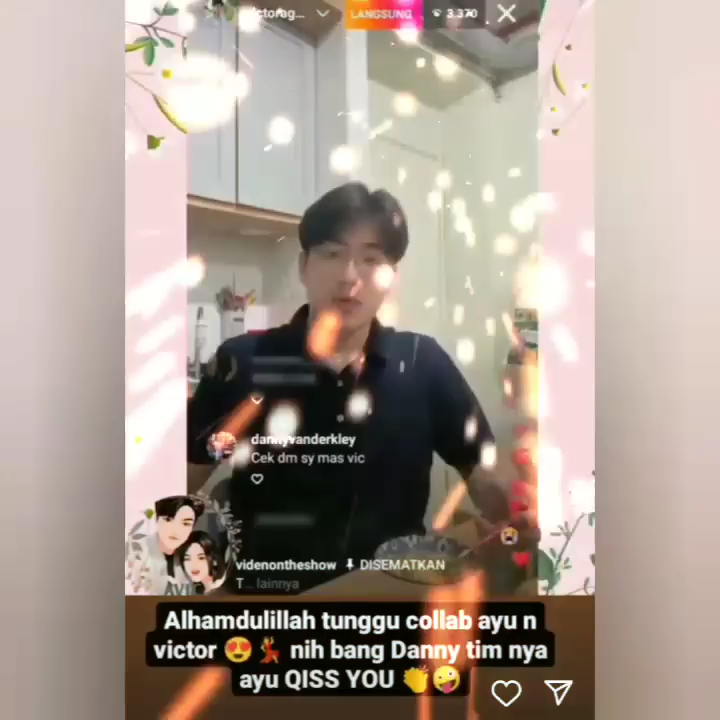 ictorag...
LANGSUNG
3.370
dannyvanderkley
Cek dm sy mas vic
videnontheshow
DISEMATKAN
T... lainnya
Alhamdulillah tunggu collab ayu n
victor 😍💃 nih bang Danny tim nya
ayu QISS YOU 👏🤪